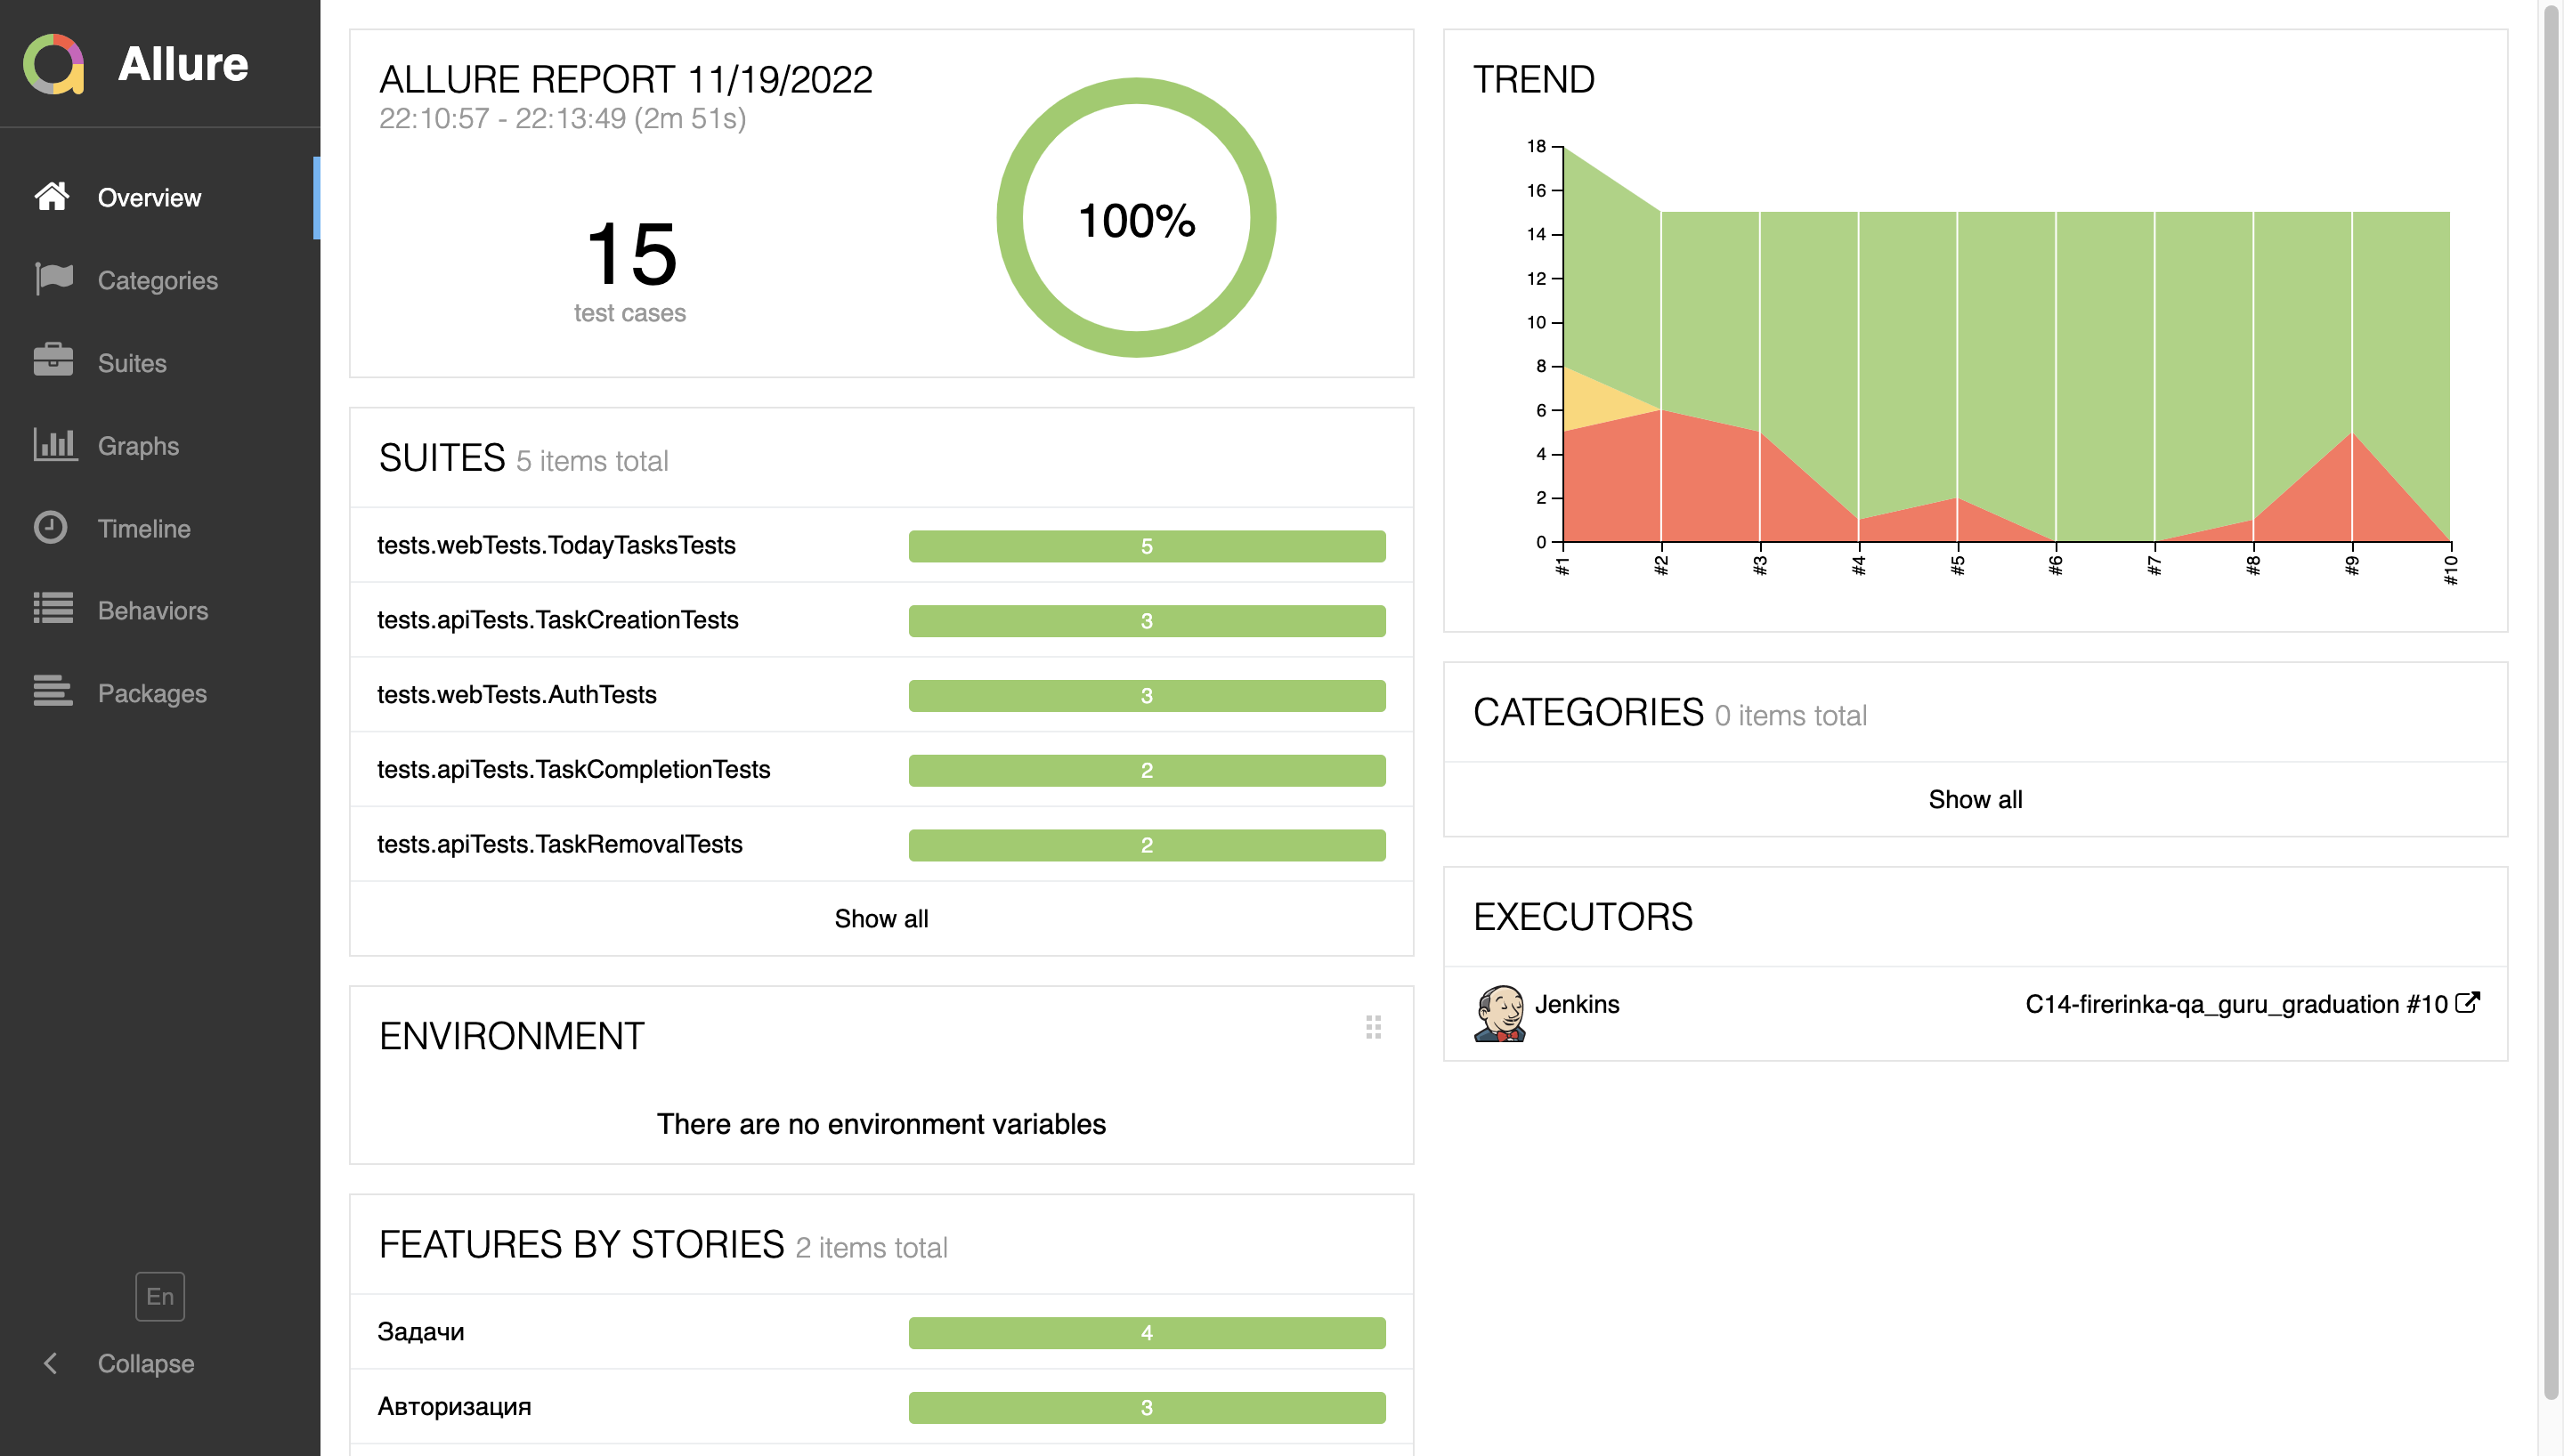 Allure
Overview
Categories
Suites
Graphs
Timeline
Behaviors
Packages
En
Collapse
ALLURE REPORT 11/19/2022
22:10:57 - 22:13:49 (2m 51s)
15
test cases
100%
SUITES 5 items total
tests.webTests.TodayTasksTests 5
tests.apiTests.TaskCreationTests 3
tests.webTests.AuthTests 3
tests.apiTests.TaskCompletionTests 2
tests.apiTests.TaskRemovalTests 2
Show all
ENVIRONMENT
There are no environment variables
FEATURES BY STORIES 2 items total
Задачи 4
Авторизация 3
TREND
18
16
14
12
10
8
6
4
2
0
#1 #2 #3 #4 #5 #6 #7 #8 #9 #10
CATEGORIES 0 items total
Show all
EXECUTORS
Jenkins C14-firerinka-qa_guru_graduation #10